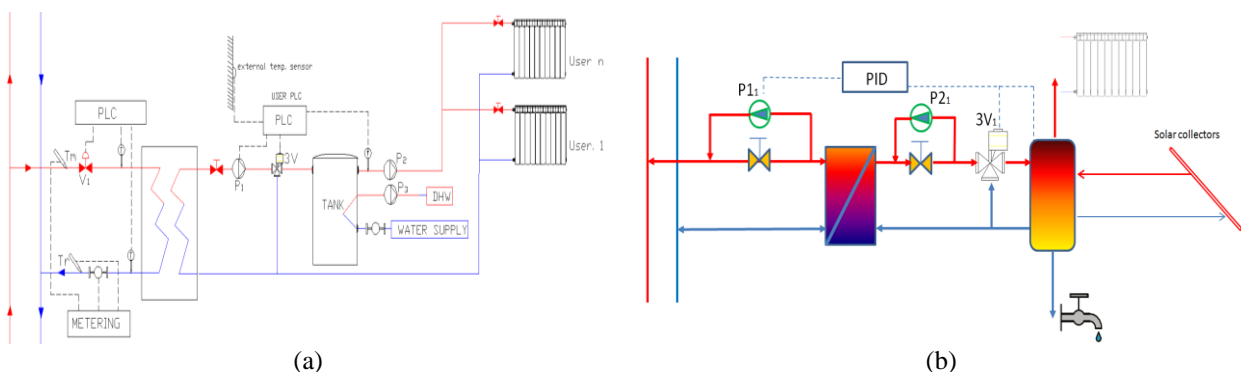 external temp. sensor
USER PLC
PLC
PLC
Tm
V1
P1
3V
P2
P3
TANK
DHW
WATER SUPPLY
User n
User. 1
Tr
METERING
(a)
PID
P1₁
P2₁
3V₁
Solar collectors
(b)